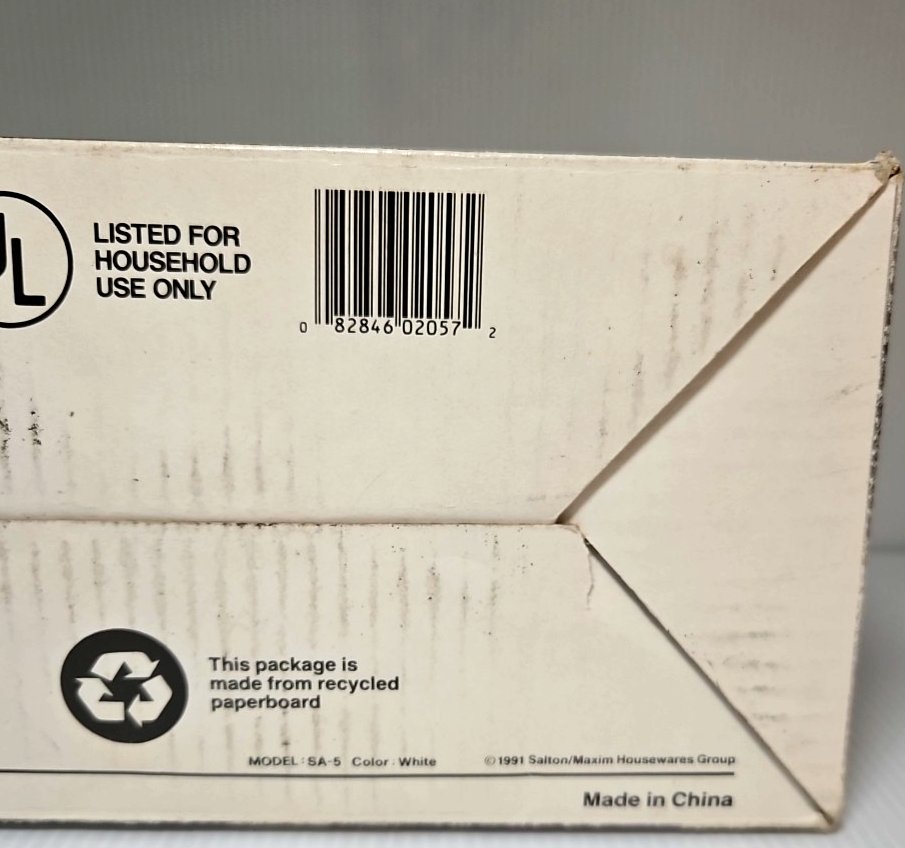 UL
LISTED FOR
HOUSEHOLD
USE ONLY
0 82846 02057 2
This package is
made from recycled
paperboard
MODEL: SA-5 Color: White ©1991 Salton/Maxim Housewares Group
Made in China